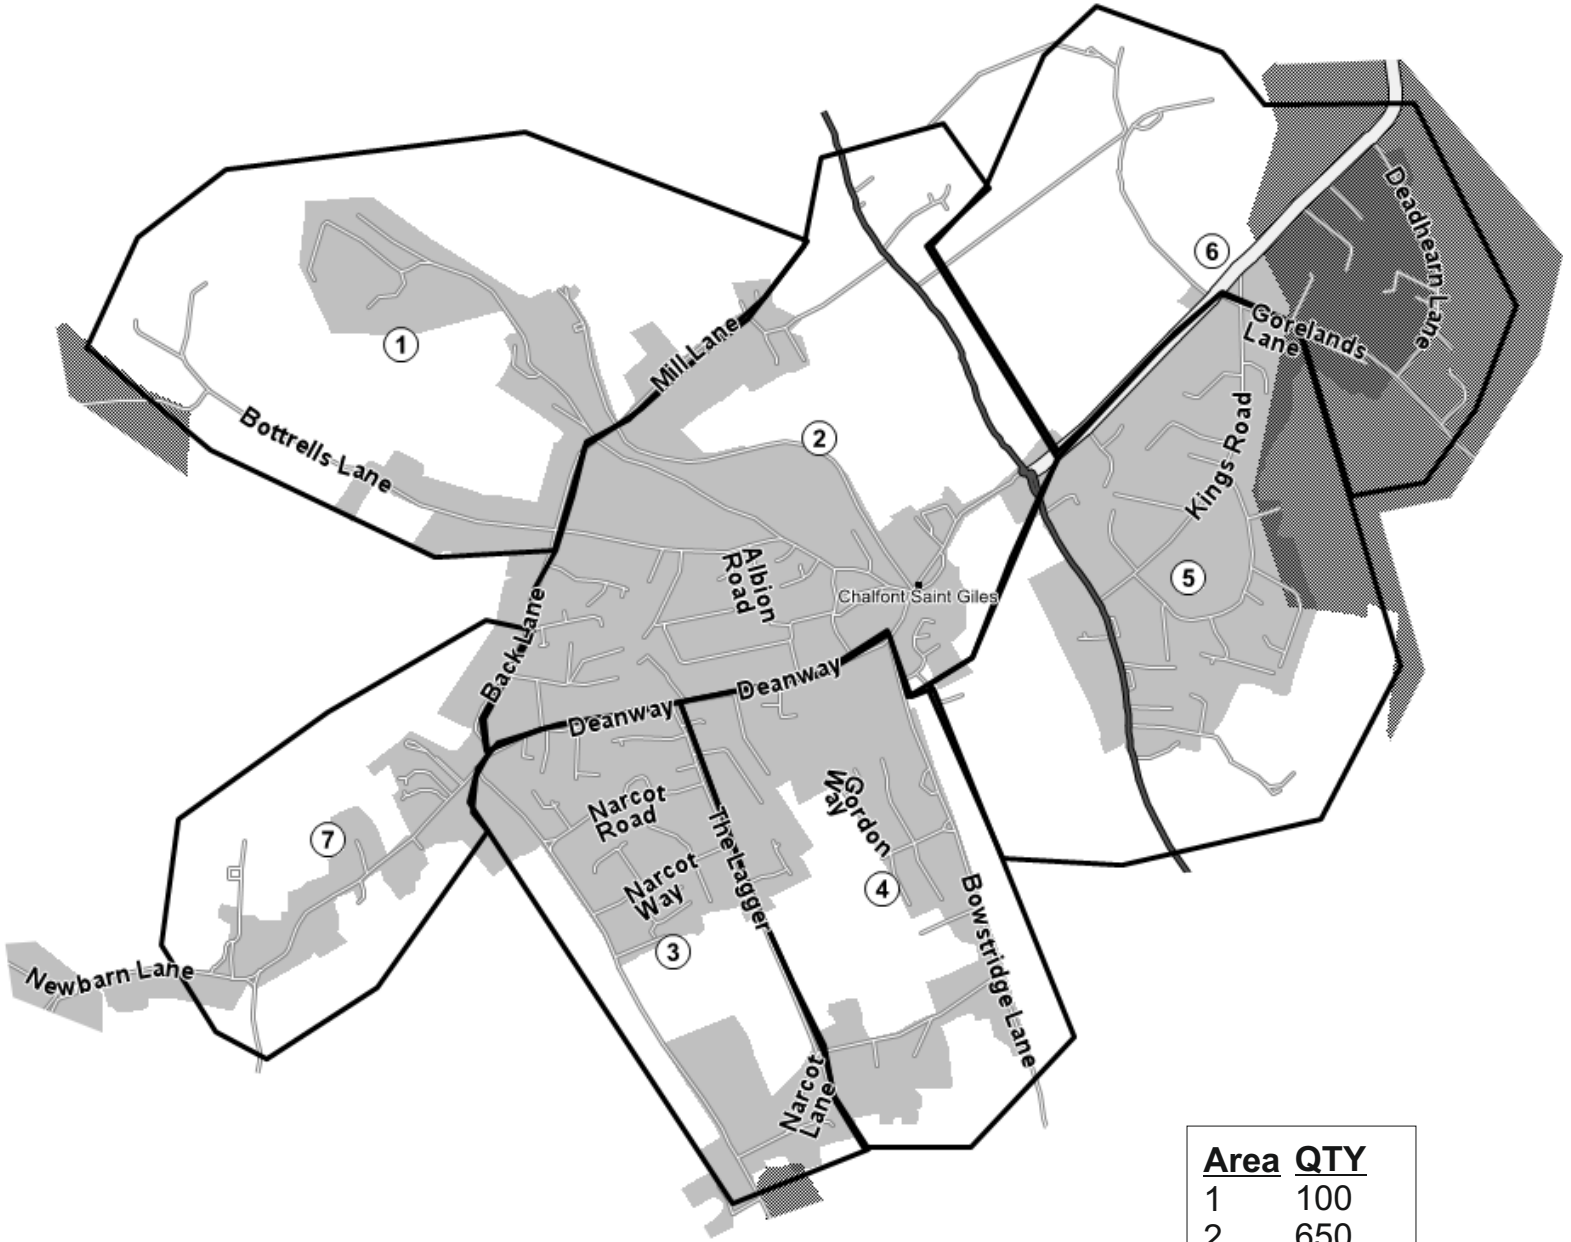 Deadhearn Lane
6
Gorelands
Lane
1
Mill Lane
Bottrells Lane
2
Kings Road
Albion
Road
5
Chalfont Saint Giles
Back Lane
Deanway
Deanway
Narcot
Road
Gordon
Way
7
The Lagger
Narcot
Way
4
Bowstridge Lane
3
Newbarn Lane
Narcot
Lane
Area QTY
1 100
2 650